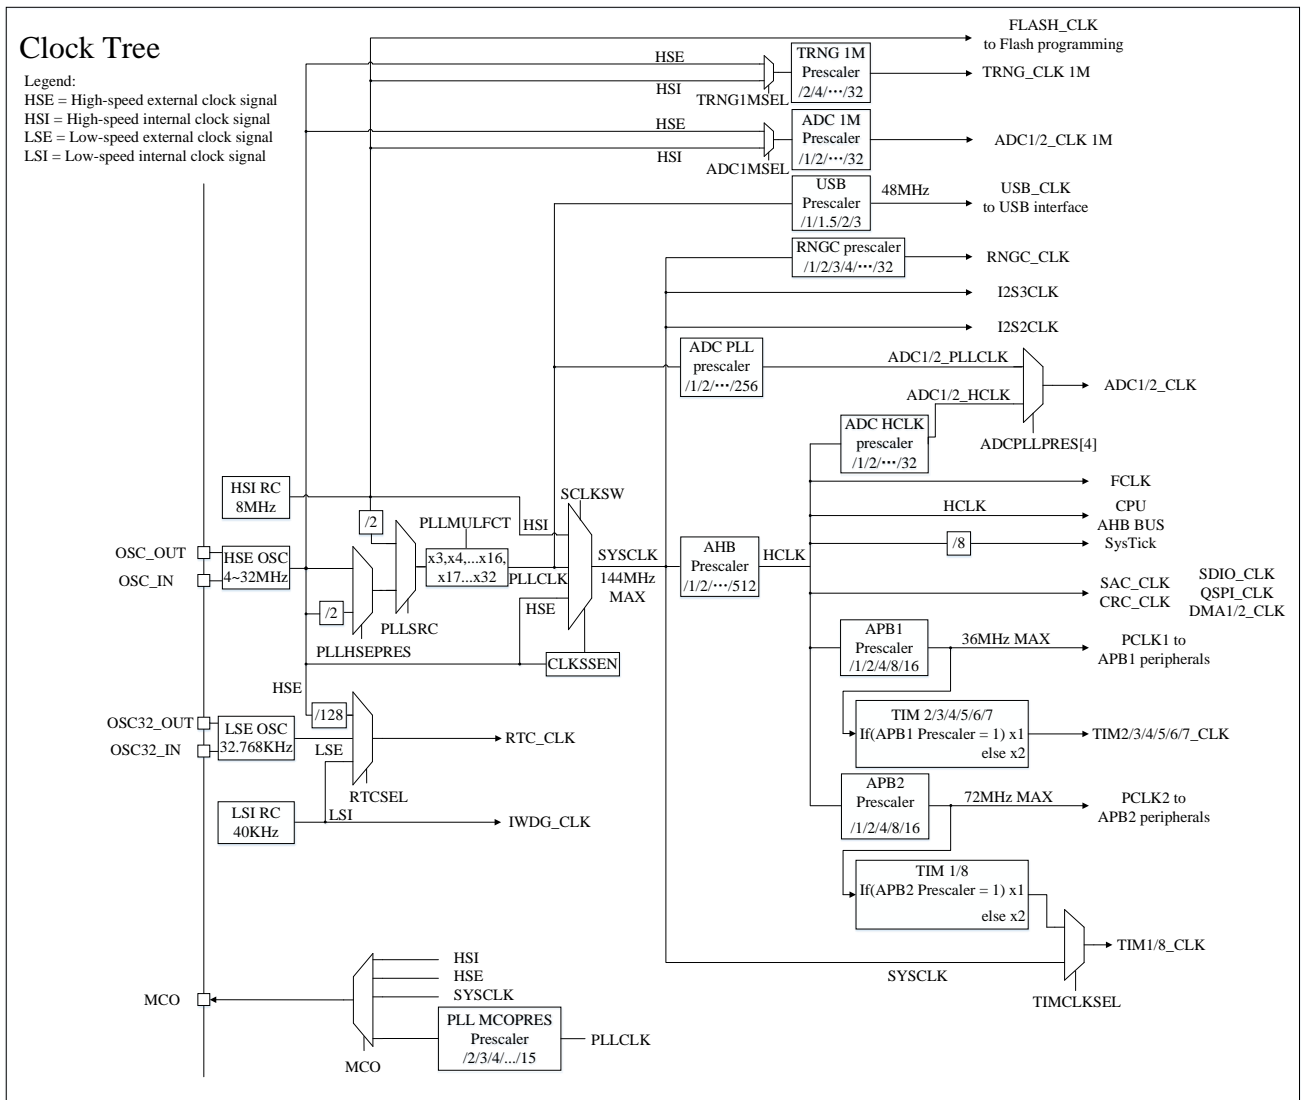 Clock Tree
Legend:
HSE = High-speed external clock signal
HSI = High-speed internal clock signal
LSE = Low-speed external clock signal
LSI = Low-speed internal clock signal
FLASH_CLK
to Flash programming
HSE
HSI
TRNG1MSEL
TRNG 1M
Prescaler
/2/4/···/32
TRNG_CLK 1M
HSE
HSI
ADC1MSEL
ADC 1M
Prescaler
/1/2/···/32
ADC1/2_CLK 1M
USB
Prescaler
/1/1.5/2/3
48MHz
USB_CLK
to USB interface
RNGC prescaler
/1/2/3/4/···/32
RNGC_CLK
I2S3CLK
I2S2CLK
ADC PLL
prescaler
/1/2/···/256
ADC1/2_PLLCLK
ADC1/2_HCLK
ADC1/2_CLK
ADCPLLPRES[4]
ADC HCLK
prescaler
/1/2/···/32
HSI RC
8MHz
FCLK
SCLKSW
HCLK
CPU
AHB BUS
/2
PLLMULFCT
HSI
/8
SysTick
OSC_OUT
OSC_IN
HSE OSC
4~32MHz
x3,x4,...x16,
x17...x32
PLLCLK
SYSCLK
144MHz
MAX
AHB
Prescaler
/1/2/···/512
HCLK
SAC_CLK
CRC_CLK
SDIO_CLK
QSPI_CLK
DMA1/2_CLK
/2
HSE
PLLSRC
PLLHSEPRES
CLKSSEN
APB1
Prescaler
/1/2/4/8/16
36MHz MAX
PCLK1 to
APB1 peripherals
HSE
/128
OSC32_OUT
OSC32_IN
LSE OSC
32.768KHz
LSE
RTC_CLK
TIM 2/3/4/5/6/7
If(APB1 Prescaler = 1) x1
else x2
TIM2/3/4/5/6/7_CLK
RTCSEL
LSI RC
40KHz
LSI
IWDG_CLK
APB2
Prescaler
/1/2/4/8/16
72MHz MAX
PCLK2 to
APB2 peripherals
TIM 1/8
If(APB2 Prescaler = 1) x1
else x2
TIM1/8_CLK
SYSCLK
TIMCLKSEL
HSI
HSE
SYSCLK
MCO
PLL MCOPRES
Prescaler
/2/3/4/.../15
PLLCLK
MCO